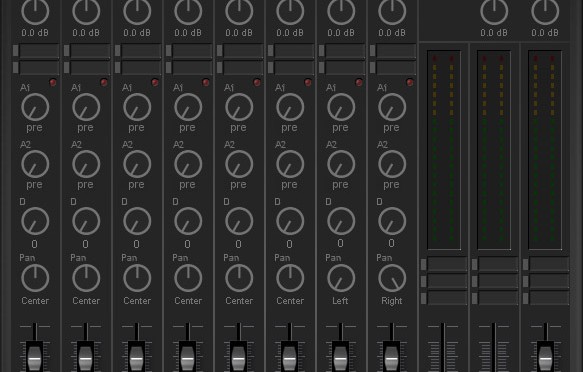 0.0 dB 0.0 dB 0.0 dB 0.0 dB 0.0 dB 0.0 dB 0.0 dB 0.0 dB 0.0 dB 0.0 dB
A1 A1 A1 A1 A1 A1 A1 A1
pre pre pre pre pre pre pre pre
A2 A2 A2 A2 A2 A2 A2 A2
pre pre pre pre pre pre pre pre
D D D D D D D D
0 0 0 0 0 0 0 0
Pan Pan Pan Pan Pan Pan Pan Pan
Center Center Center Center Center Center Left Right